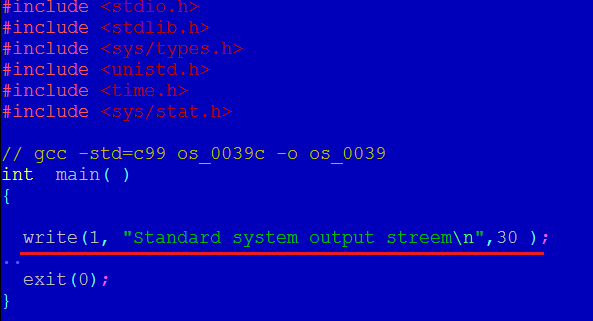 #include <stdio.h>
#include <stdlib.h>
#include <sys/types.h>
#include <unistd.h>
#include <time.h>
#include <sys/stat.h>
// gcc -std=c99 os_0039c -o os_0039
int  main( )
{
write(1, "Standard system output streem\n",30 );
..
exit(0);
}